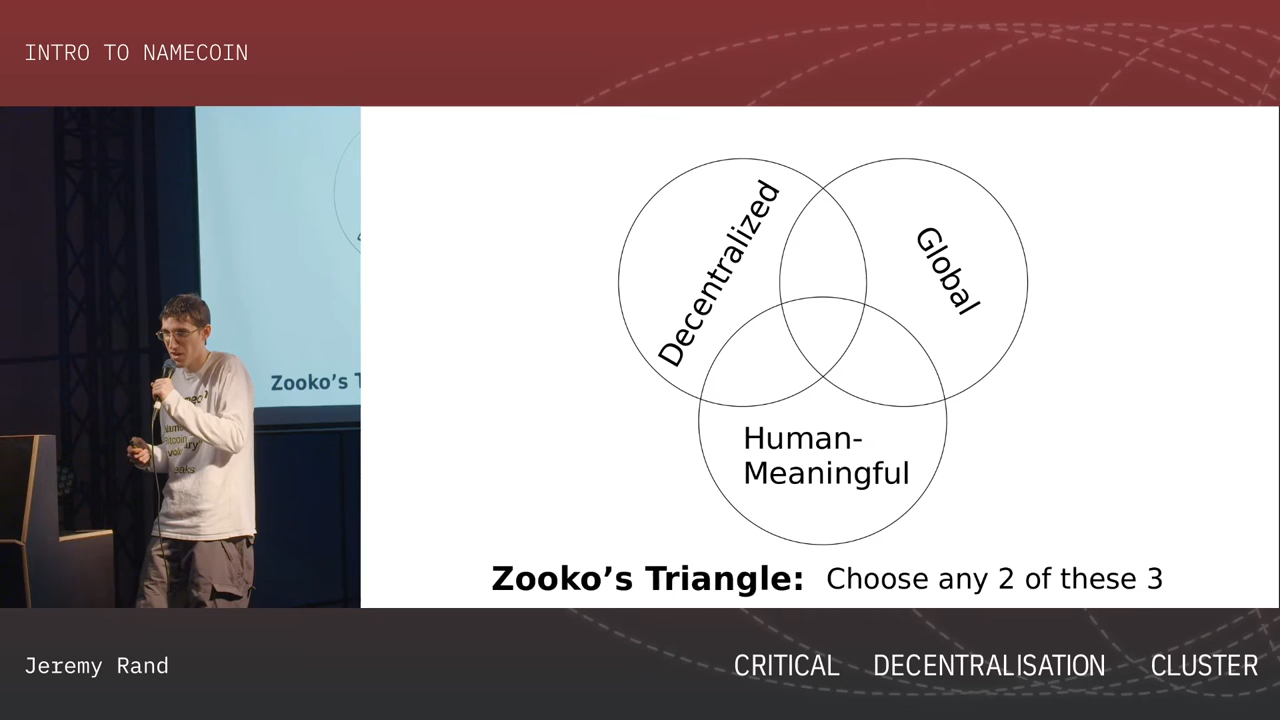 INTRO TO NAMECOIN
Decentralized
Global
Human-
Meaningful
Zooko's Triangle: Choose any 2 of these 3
Zooko's T
Bitcoin
Jeremy Rand
CRITICAL DECENTRALISATION CLUSTER